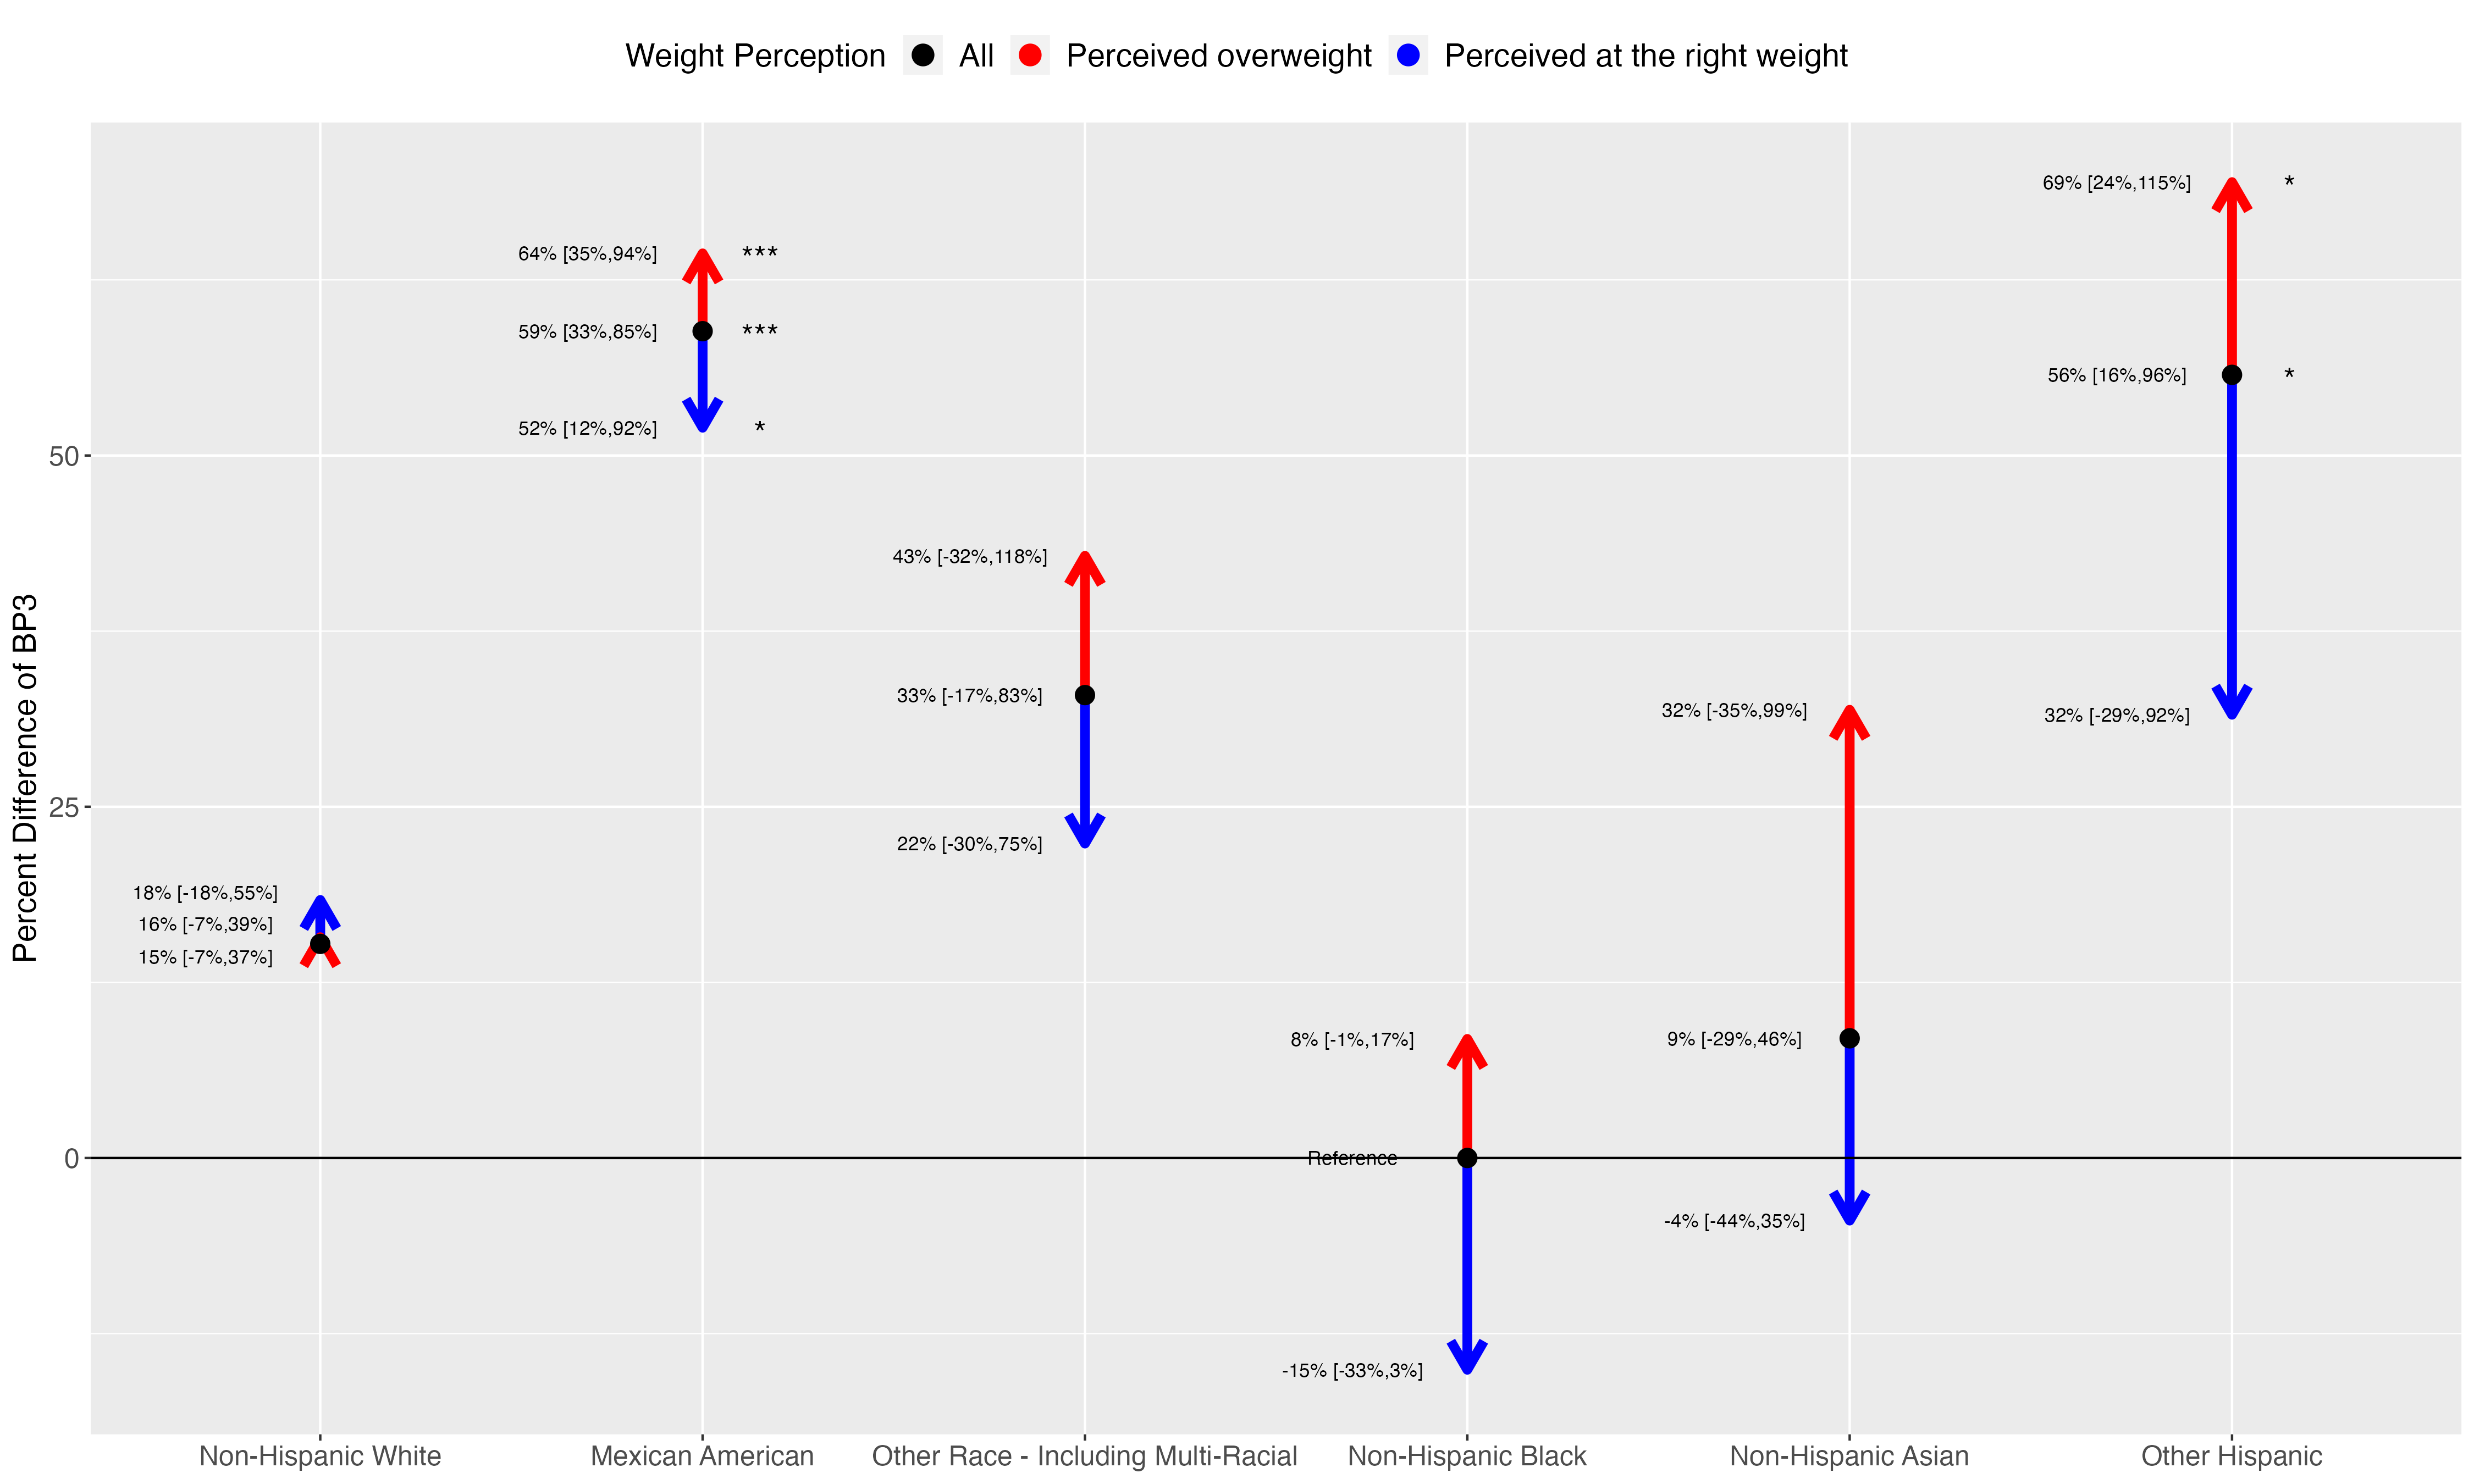 Weight Perception All Perceived overweight Perceived at the right weight
Percent Difference of BP3
50
25
0
18% [-18%,55%]
16% [-7%,39%]
15% [-7%,37%]
64% [35%,94%] ***
59% [33%,85%] ***
52% [12%,92%] *
43% [-32%,118%]
33% [-17%,83%]
22% [-30%,75%]
8% [-1%,17%]
Reference
-15% [-33%,3%]
32% [-35%,99%]
9% [-29%,46%]
-4% [-44%,35%]
69% [24%,115%] *
56% [16%,96%] *
32% [-29%,92%]
Non-Hispanic White
Mexican American
Other Race - Including Multi-Racial
Non-Hispanic Black
Non-Hispanic Asian
Other Hispanic